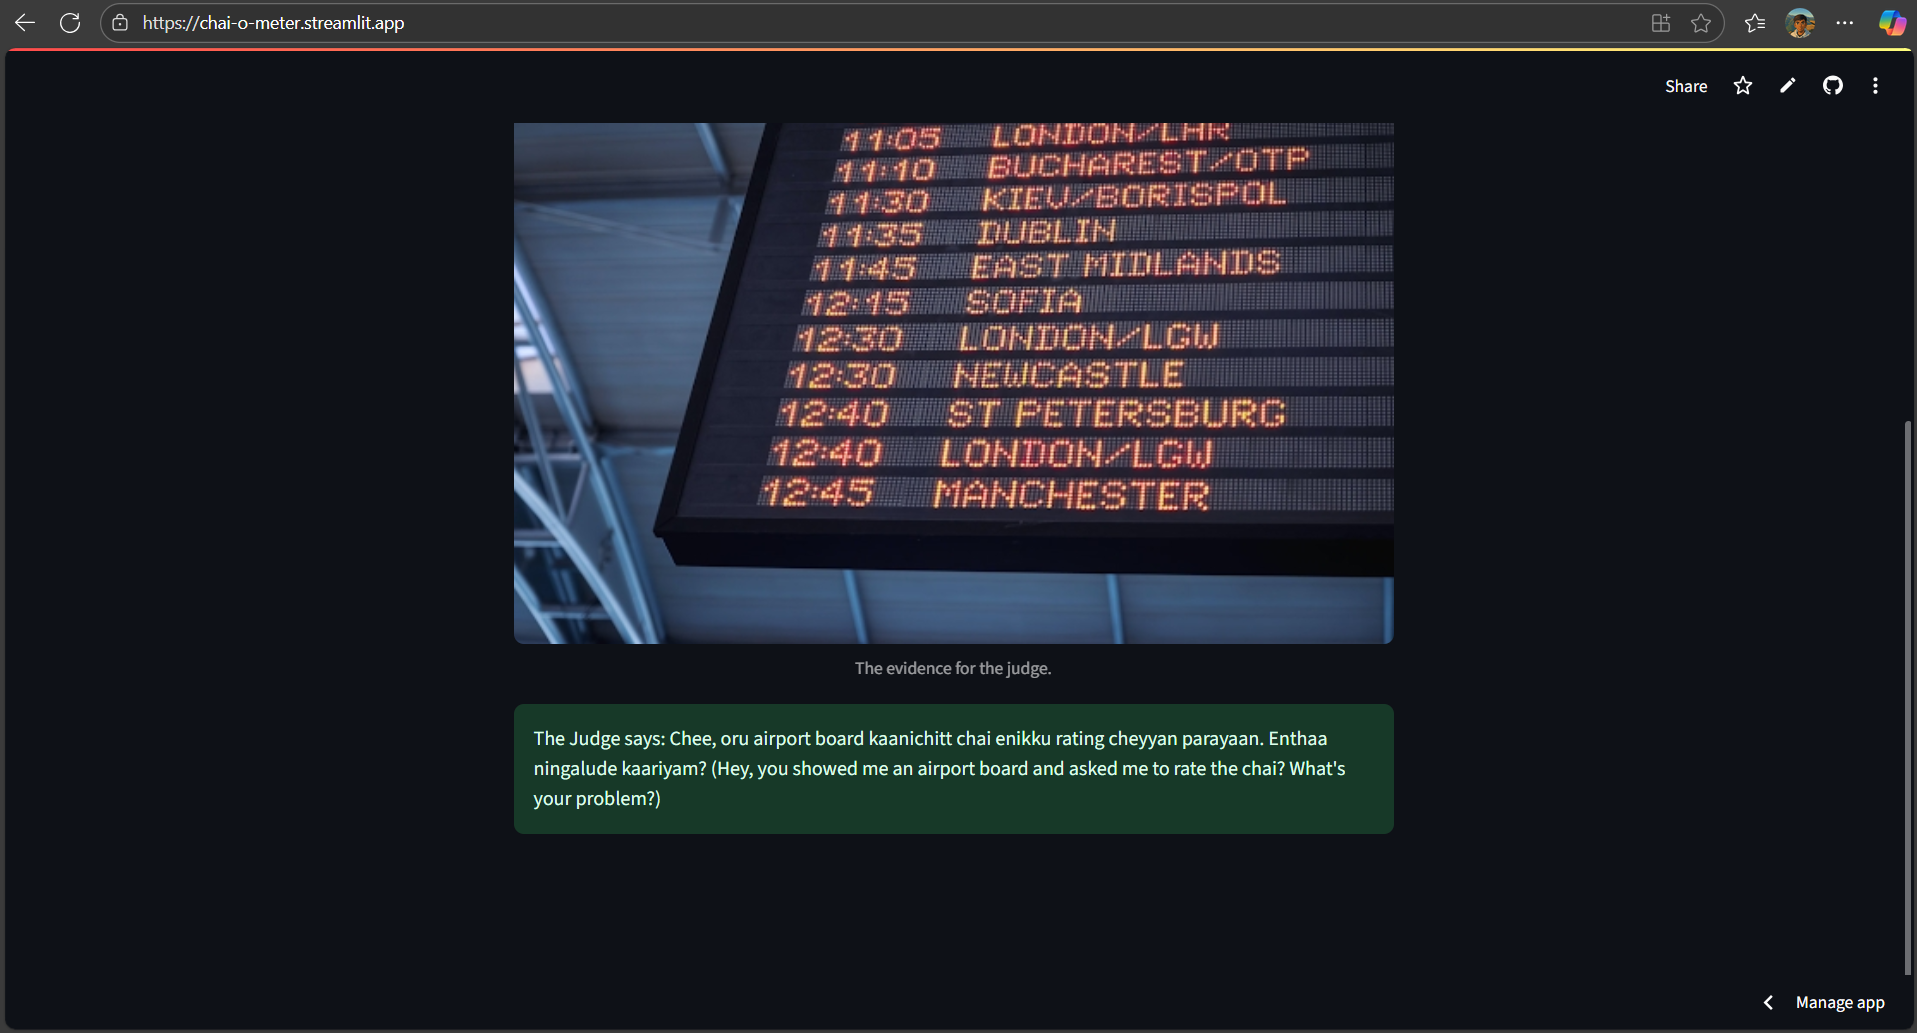 https://chai-o-meter.streamlit.app
Share
11:05 LONDON/LHR
11:10 BUCHAREST/OTP
11:30 KIEV/BORISPOL
11:35 DUBLIN
11:45 EAST MIDLANDS
12:15 SOFIA
12:30 LONDON/LGW
12:30 NEWCASTLE
12:40 ST PETERSBURG
12:40 LONDON/LGW
12:45 MANCHESTER
The evidence for the judge.
The Judge says: Chee, oru airport board kaanichitt chai enikku rating cheyyan parayaan. Enthaa
ningalude kaariyam? (Hey, you showed me an airport board and asked me to rate the chai? What's
your problem?)
Manage app